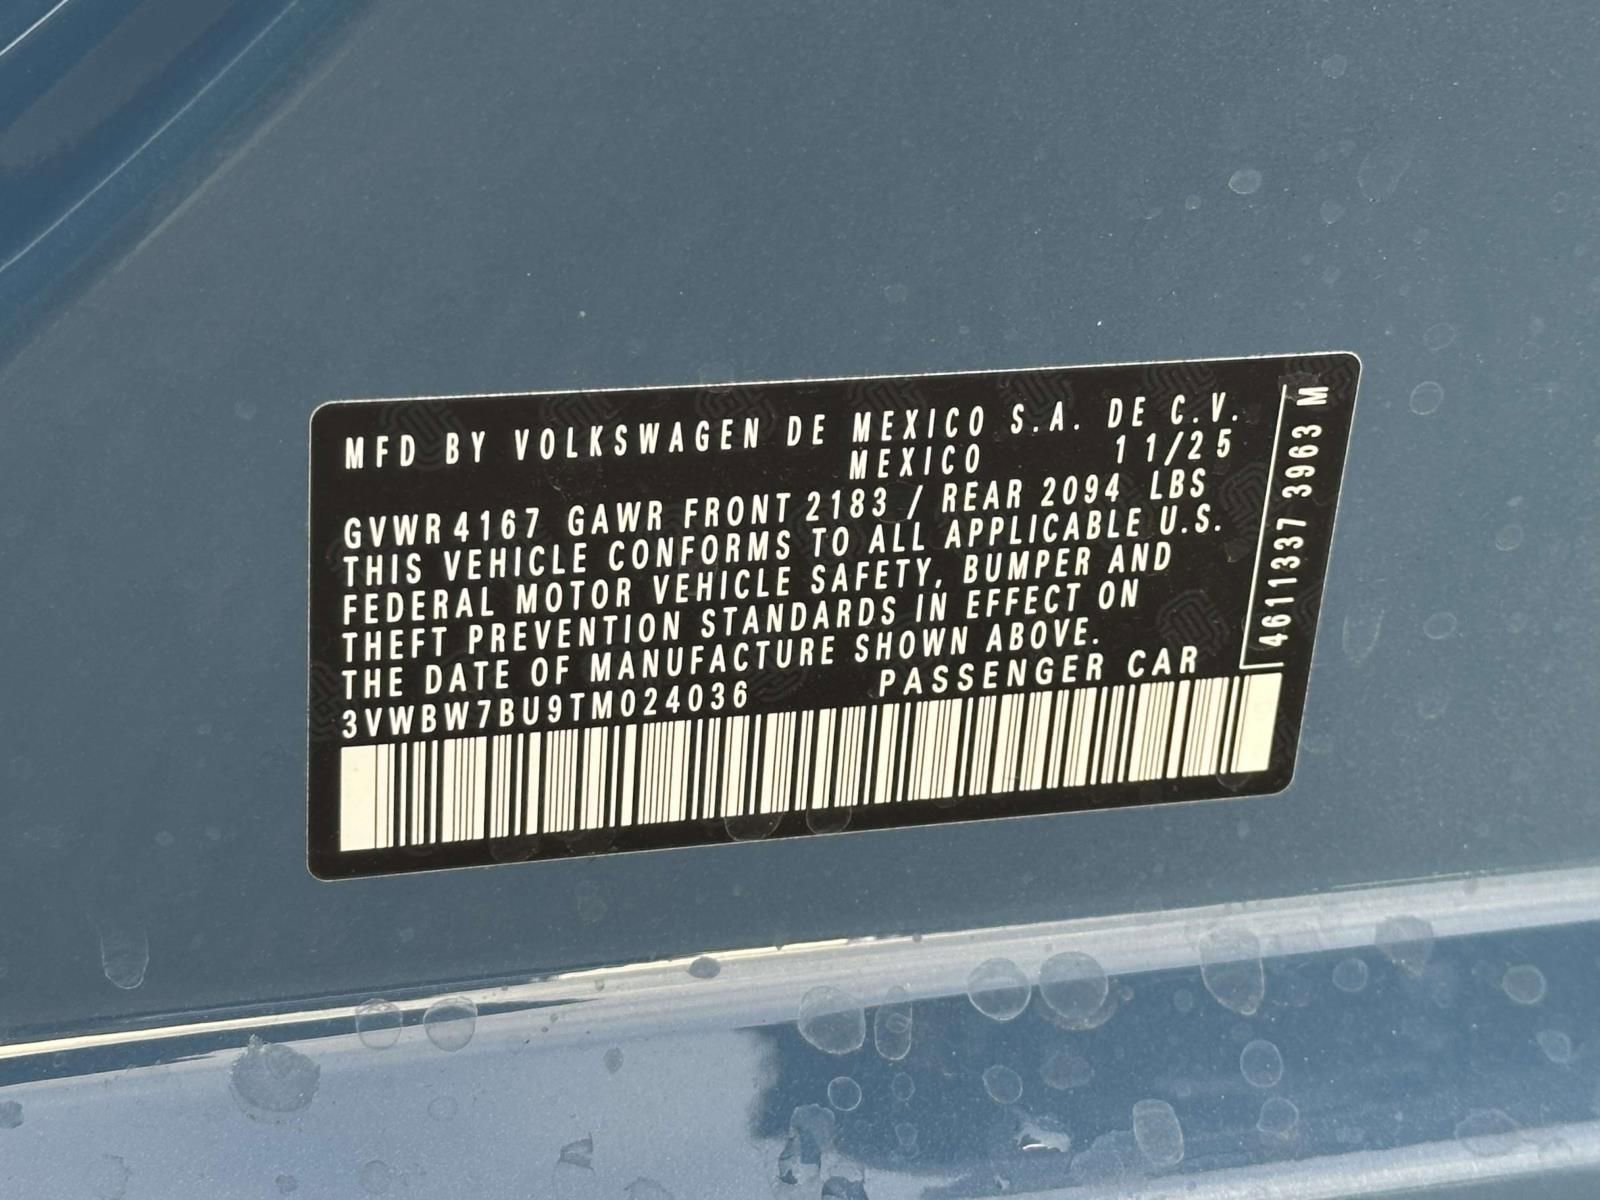 MFD BY VOLKSWAGEN DE MEXICO S.A. DE C.V.
MEXICO 11/25
GVWR 4167 GAWR FRONT 2183 / REAR 2094 LBS
THIS VEHICLE CONFORMS TO ALL APPLICABLE U.S.
FEDERAL MOTOR VEHICLE SAFETY, BUMPER AND
THEFT PREVENTION STANDARDS IN EFFECT ON
THE DATE OF MANUFACTURE SHOWN ABOVE.
3VWBW7BU9TM024036 PASSENGER CAR
4611337 3963 M